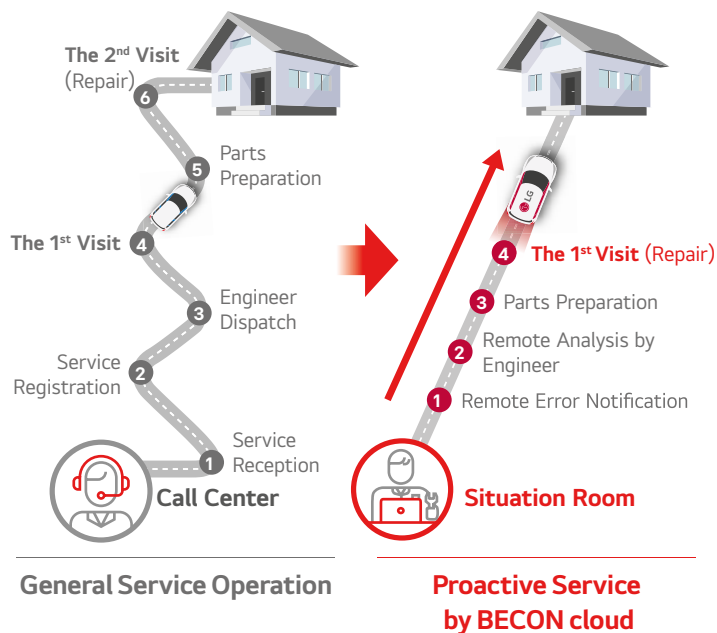 The 2nd Visit
(Repair)
6
5
Parts
Preparation
The 1st Visit
4
3
Engineer
Dispatch
Service
Registration
2
1
Service
Reception
Call Center
General Service Operation
LG
4
The 1st Visit (Repair)
3
Parts Preparation
2
Remote Analysis by
Engineer
1
Remote Error Notification
Situation Room
Proactive Service
by BECON cloud